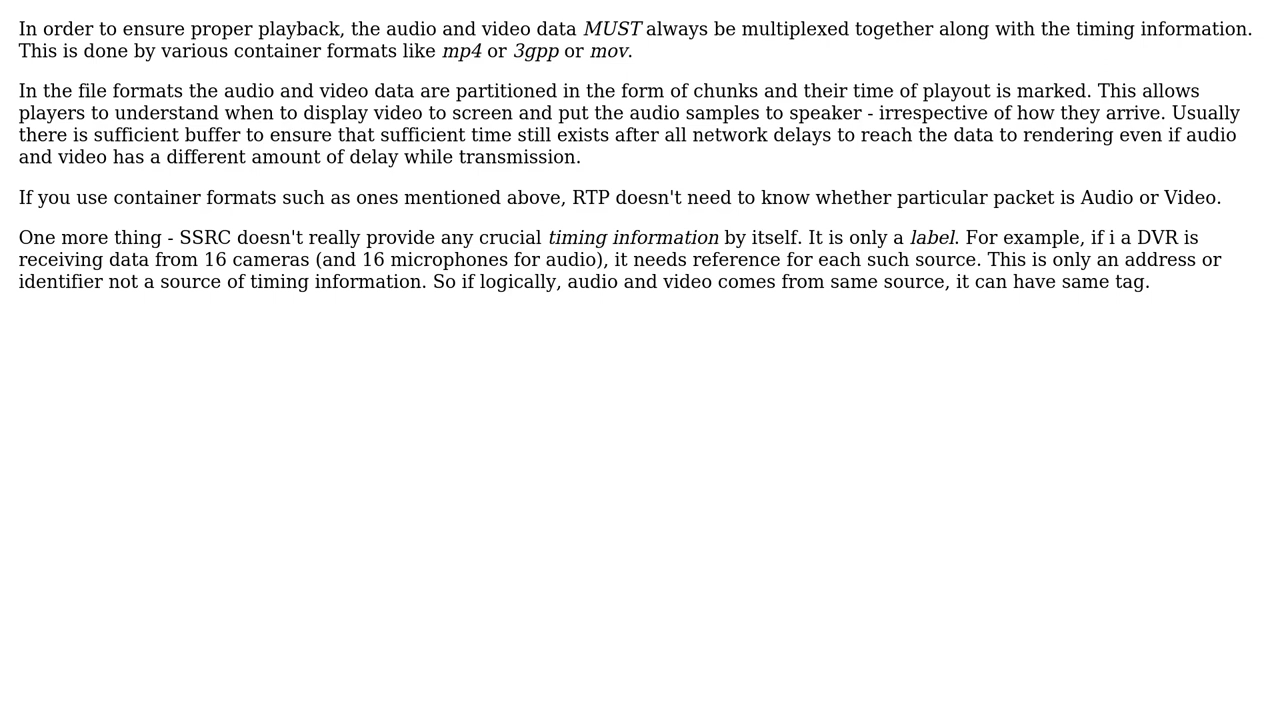 In order to ensure proper playback, the audio and video data MUST always be multiplexed together along with the timing information.
This is done by various container formats like mp4 or 3gpp or mov.
In the file formats the audio and video data are partitioned in the form of chunks and their time of playout is marked. This allows
players to understand when to display video to screen and put the audio samples to speaker - irrespective of how they arrive. Usually
there is sufficient buffer to ensure that sufficient time still exists after all network delays to reach the data to rendering even if audio
and video has a different amount of delay while transmission.
If you use container formats such as ones mentioned above, RTP doesn't need to know whether particular packet is Audio or Video.
One more thing - SSRC doesn't really provide any crucial timing information by itself. It is only a label. For example, if i a DVR is
receiving data from 16 cameras (and 16 microphones for audio), it needs reference for each such source. This is only an address or
identifier not a source of timing information. So if logically, audio and video comes from same source, it can have same tag.